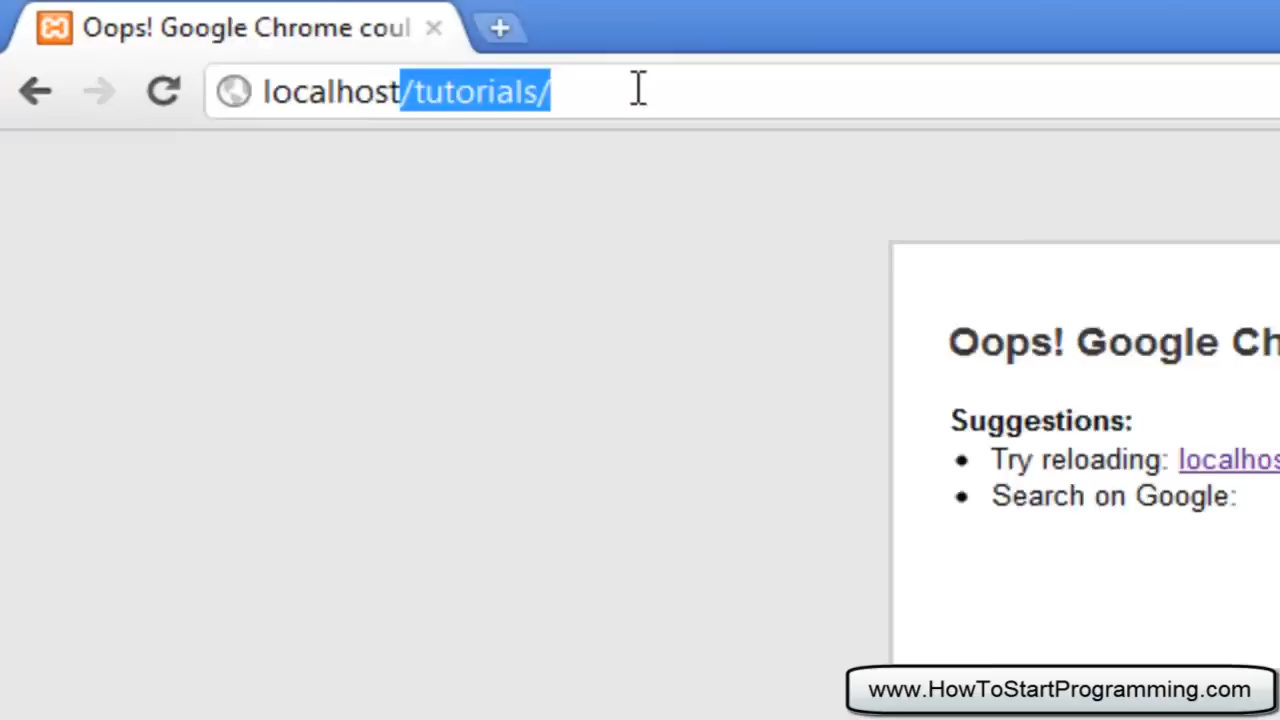 Oops! Google Chrome coul
localhost/tutorials/
Oops! Google Ch
Suggestions:
• Try reloading: localhos
• Search on Google:
www.HowToStartProgramming.com